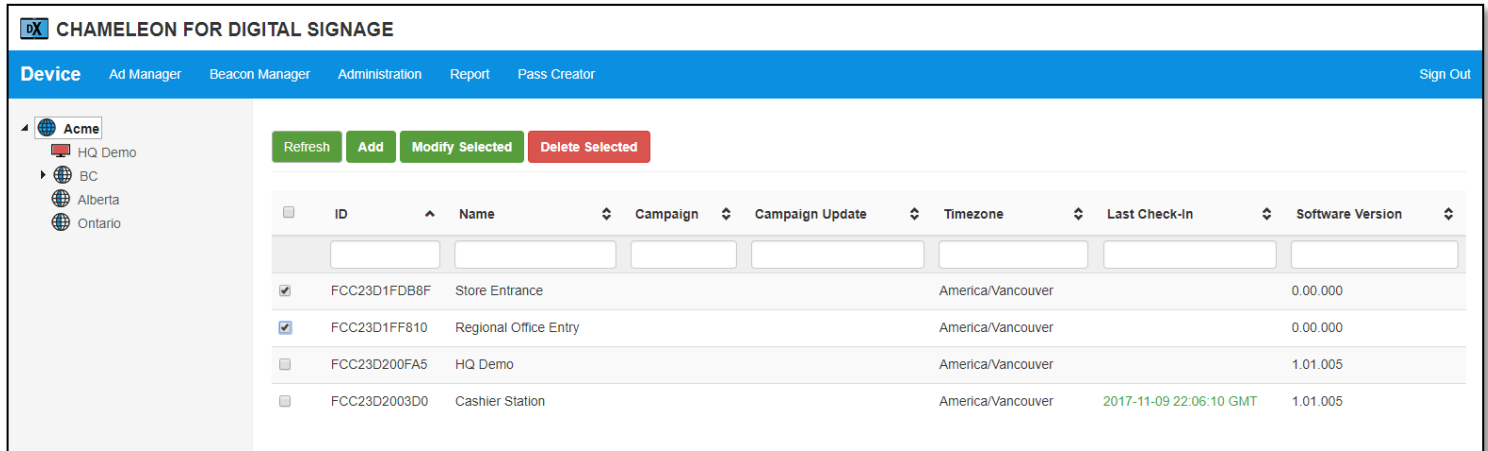 DX CHAMELEON FOR DIGITAL SIGNAGE
Device Ad Manager Beacon Manager Administration Report Pass Creator Sign Out
Acme
HQ Demo
BC
Alberta
Ontario
Refresh Add Modify Selected Delete Selected
ID Name Campaign Campaign Update Timezone Last Check-In Software Version
FCC23D1FDB8F Store Entrance America/Vancouver 0.00.000
FCC23D1FF810 Regional Office Entry America/Vancouver 0.00.000
FCC23D200FA5 HQ Demo America/Vancouver 1.01.005
FCC23D2003D0 Cashier Station America/Vancouver 2017-11-09 22:06:10 GMT 1.01.005